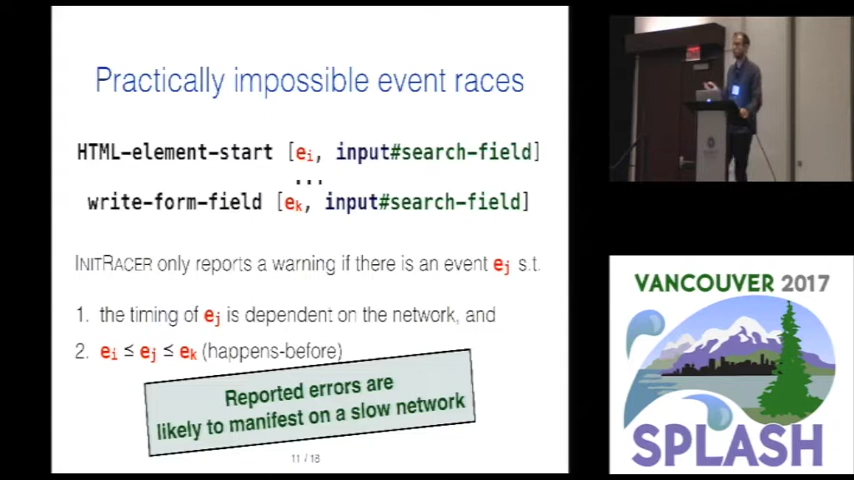 Practically impossible event races
HTML-element-start [ei, input#search-field]
...
write-form-field [ek, input#search-field]
INITRACER only reports a warning if there is an event ej s.t.
1. the timing of ej is dependent on the network, and
2. ei ≤ ej ≤ ek (happens-before)
Reported errors are
likely to manifest on a slow network
11 / 18
VANCOUVER 2017
SPLASH